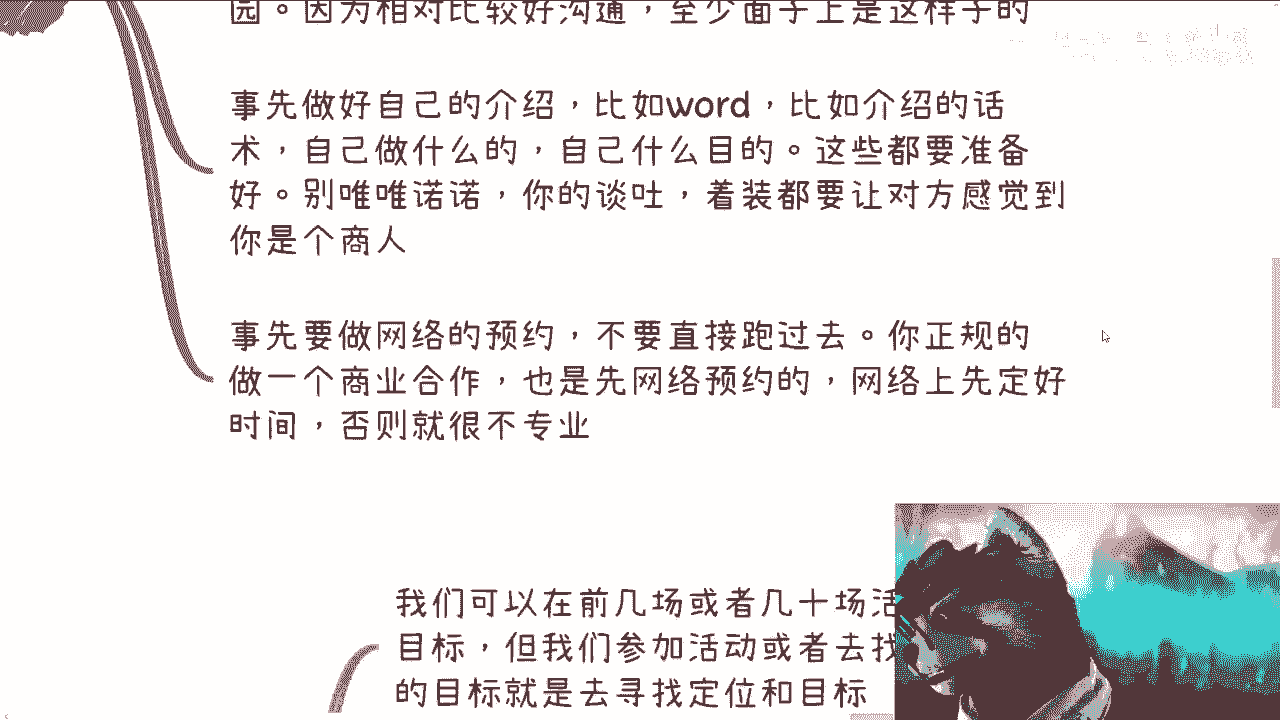 园。因为相对比较好沟通，至少面子上是这样子的
事先做好自己的介绍，比如word，比如介绍的话
术，自己做什么的，自己什么目的。这些都要准备
好。别唯唯诺诺，你的谈吐，着装都要让对方感觉到
你是个商人
事先要做网络的预约，不要直接跑过去。你正规的
做一个商业合作，也是先网络预约的，网络上先定好
时间，否则就很不专业
我们可以在前几场或者几十场活
目标，但我们参加活动或者去找
的目标就是去寻找定位和目标